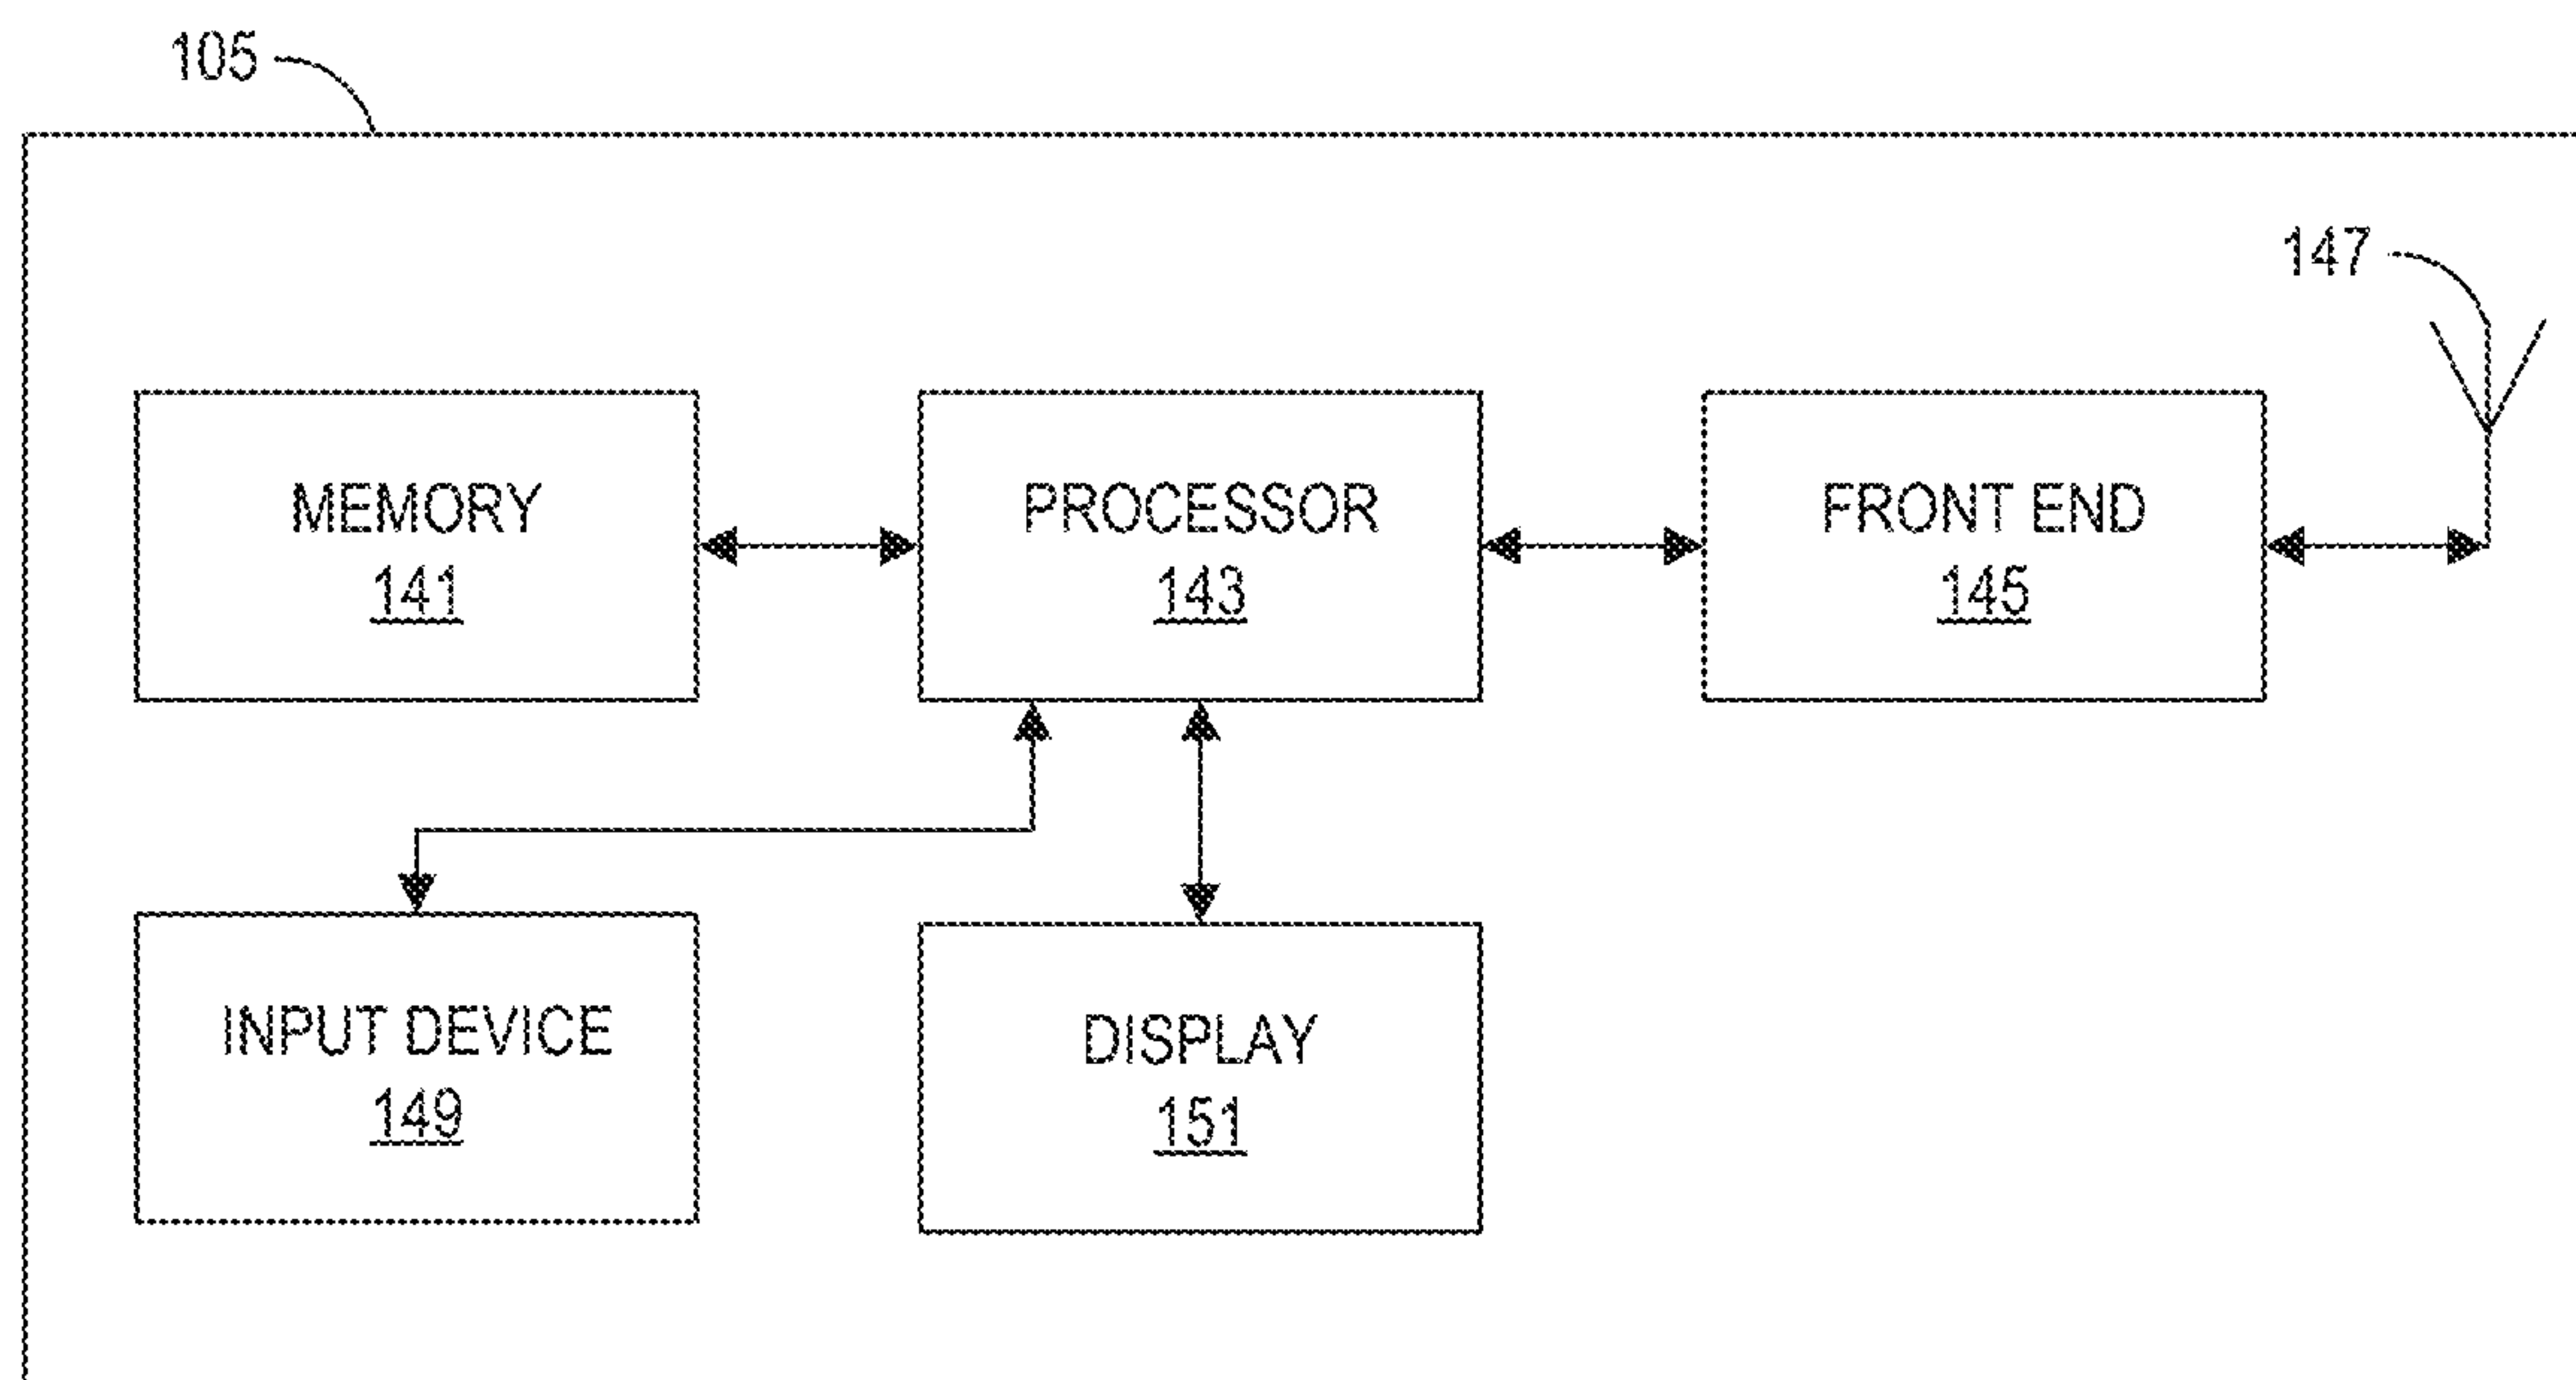 105
147
MEMORY
141
PROCESSOR
143
FRONT END
145
INPUT DEVICE
149
DISPLAY
151